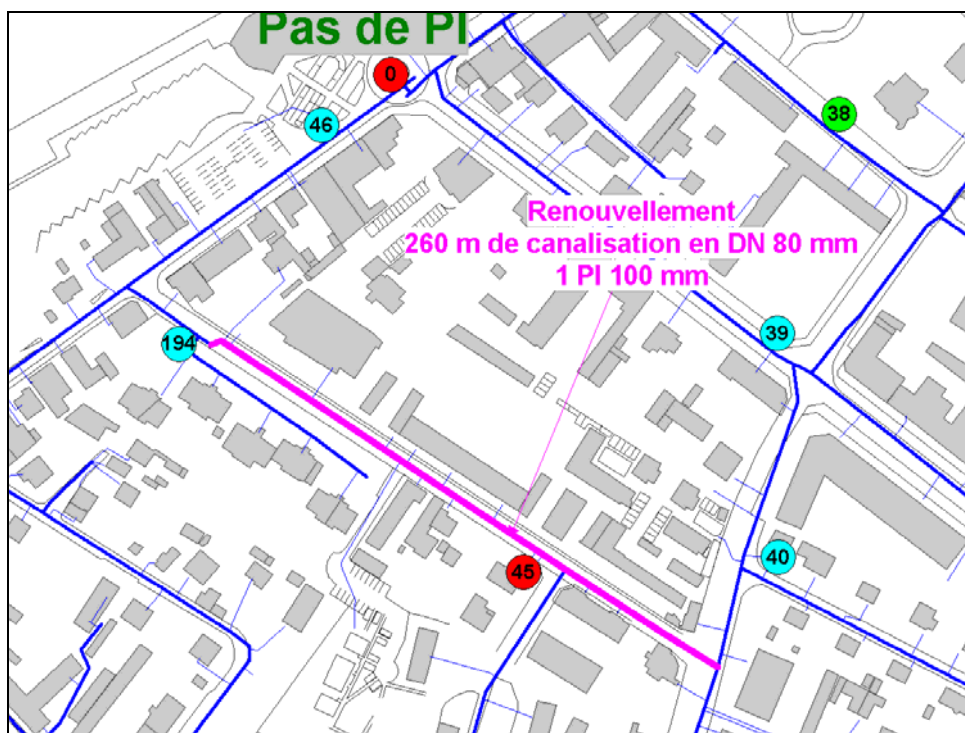 Pas de PI
0
46
38
Renouvellement
260 m de canalisation en DN 80 mm
1 PI 100 mm
39
194
45
40